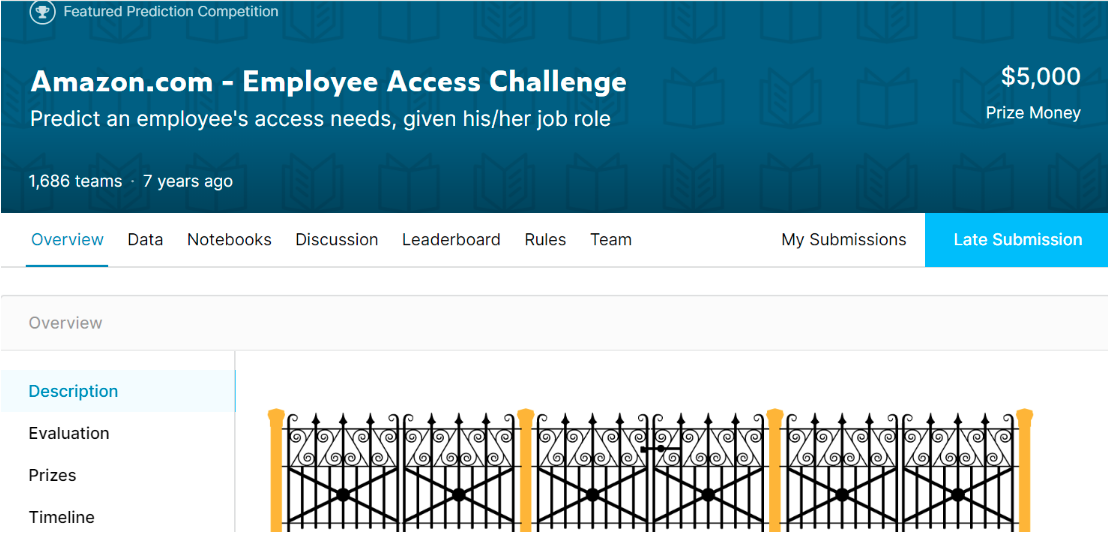 Featured Prediction Competition
Amazon.com - Employee Access Challenge
$5,000
Predict an employee's access needs, given his/her job role
Prize Money
1,686 teams · 7 years ago
Overview Data Notebooks Discussion Leaderboard Rules Team My Submissions Late Submission
Overview
Description
Evaluation
Prizes
Timeline